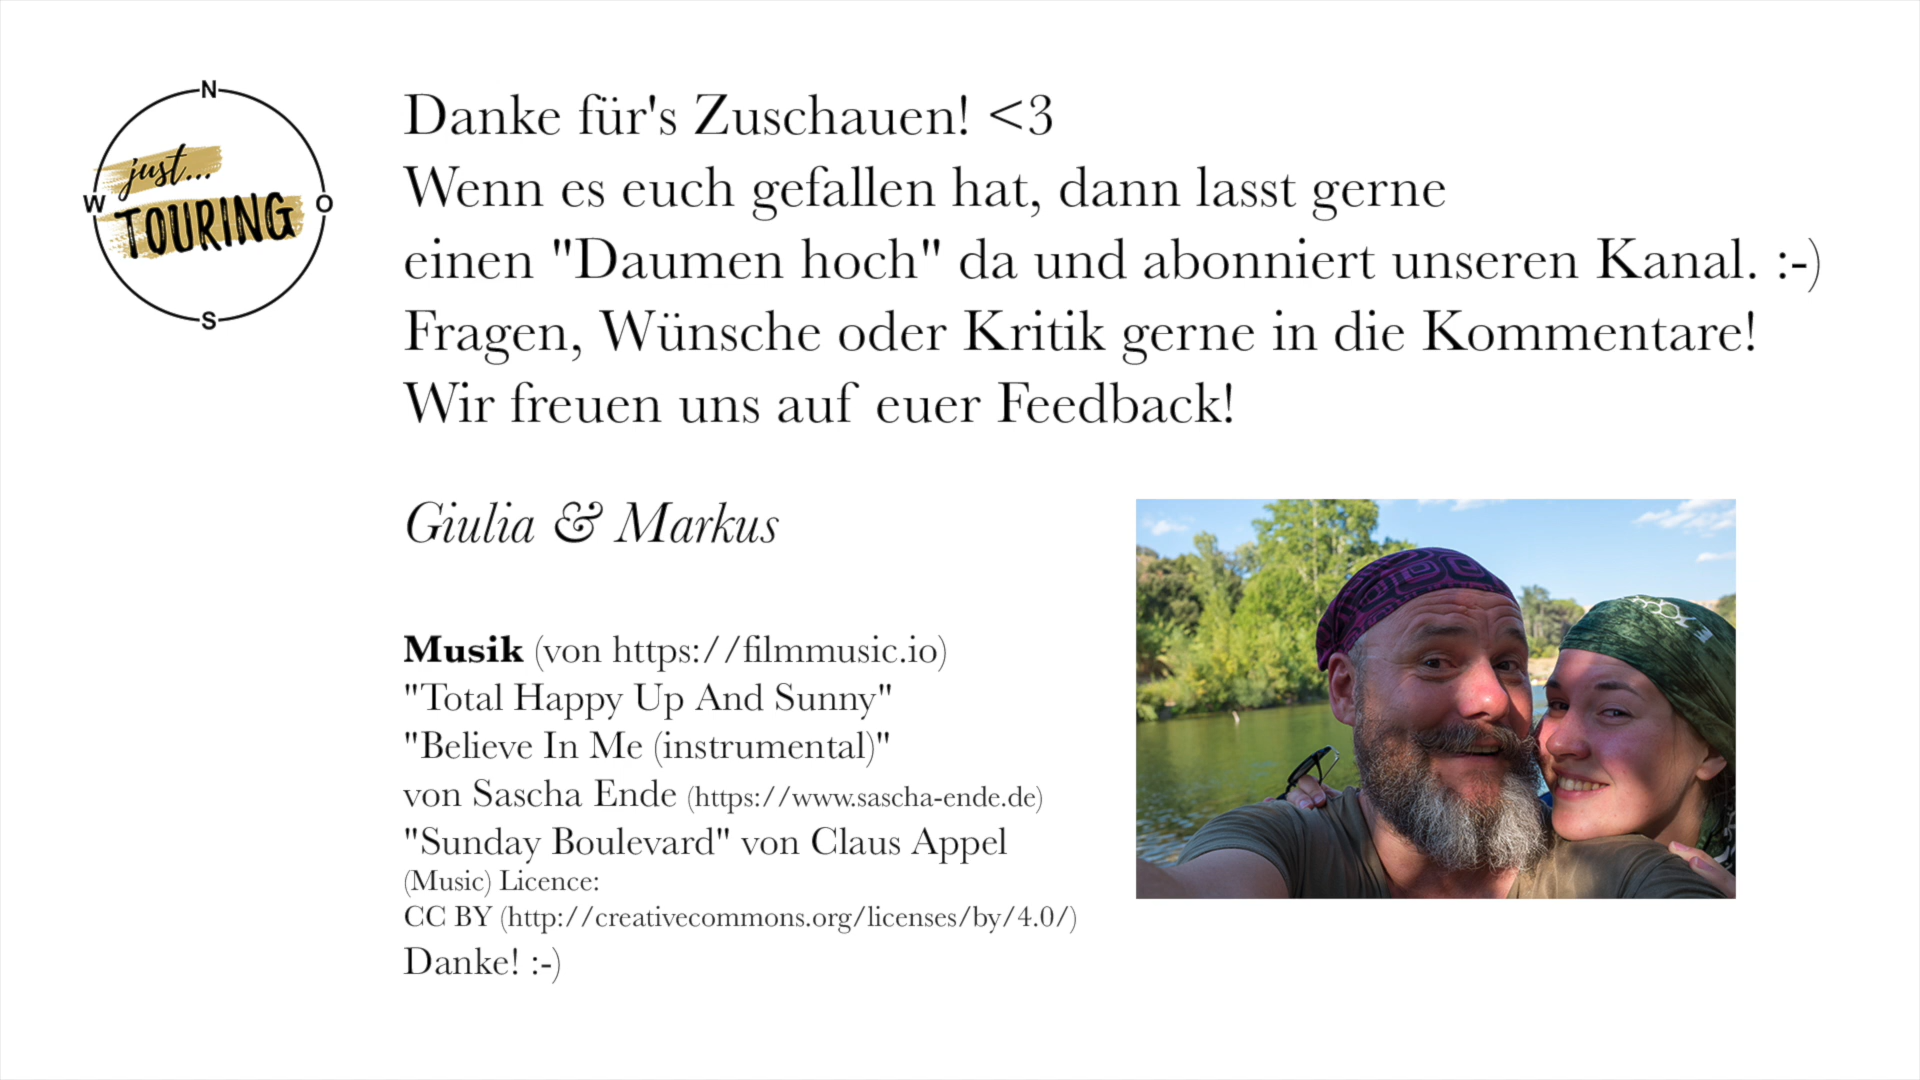 N
just...
W
O
TOURING
S
Danke für's Zuschauen! <3
Wenn es euch gefallen hat, dann lasst gerne
einen "Daumen hoch" da und abonniert unseren Kanal. :-)
Fragen, Wünsche oder Kritik gerne in die Kommentare!
Wir freuen uns auf euer Feedback!
Giulia & Markus
Musik (von https://filmmusic.io)
"Total Happy Up And Sunny"
"Believe In Me (instrumental)"
von Sascha Ende (https://www.sascha-ende.de)
"Sunday Boulevard" von Claus Appel
(Music) Licence:
CC BY (http://creativecommons.org/licenses/by/4.0/)
Danke! :-)